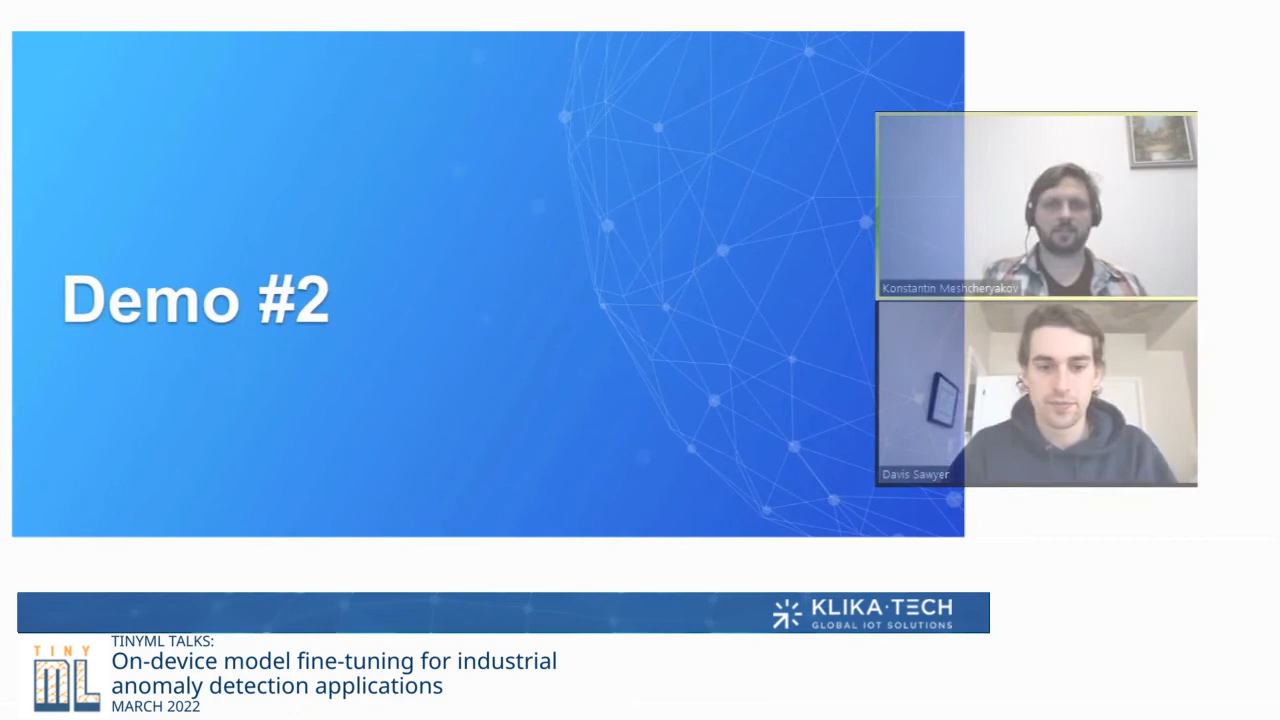 Demo #2
Konstantin Meshcheryakov
Davis Sawyer
KLIKA·TECH
GLOBAL IOT SOLUTIONS
TINY
ML
TINYML TALKS:
On-device model fine-tuning for industrial
anomaly detection applications
MARCH 2022